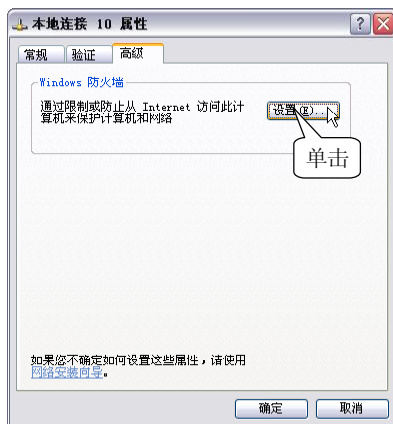 本地连接 10 属性
常规 验证 高级
Windows 防火墙
通过限制或防止从 Internet 访问此计
算机来保护计算机和网络
设置(E)...
单击
如果您不确定如何设置这些属性，请使用
网络安装向导。
确定 取消